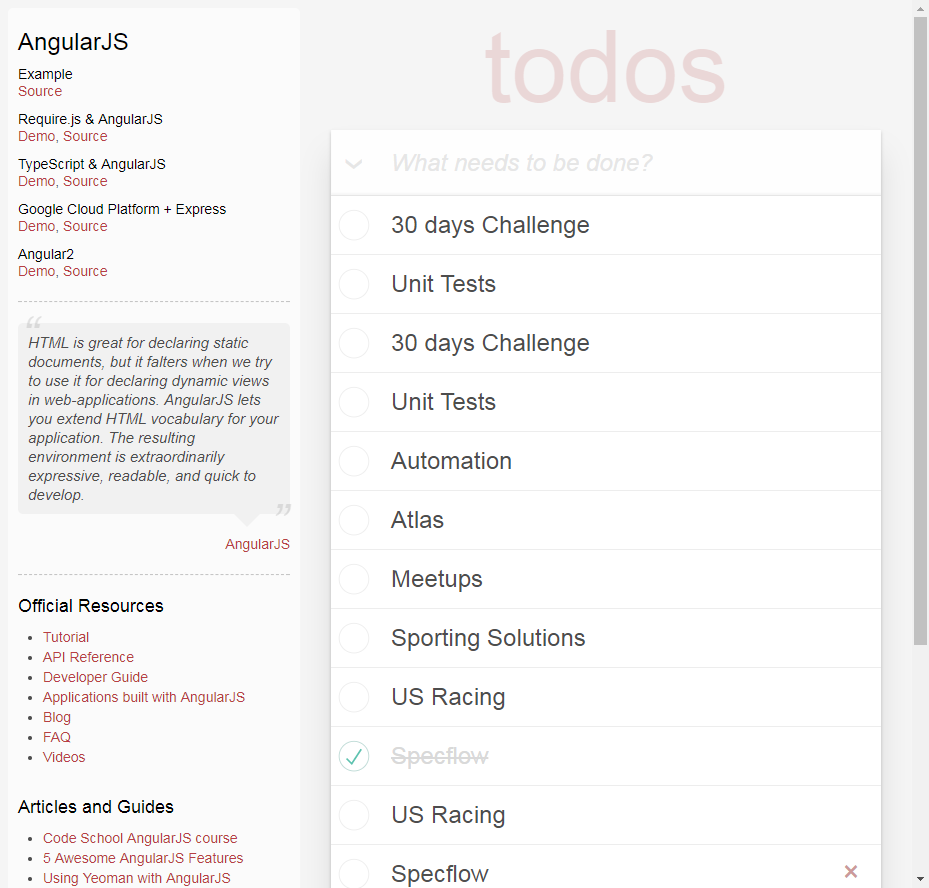 AngularJS
Example
Source
Require.js & AngularJS
Demo, Source
TypeScript & AngularJS
Demo, Source
Google Cloud Platform + Express
Demo, Source
Angular2
Demo, Source
“
HTML is great for declaring static
documents, but it falters when we try
to use it for declaring dynamic views
in web-applications. AngularJS lets
you extend HTML vocabulary for your
application. The resulting
environment is extraordinarily
expressive, readable, and quick to
develop.
”
AngularJS
Official Resources
Tutorial
API Reference
Developer Guide
Applications built with AngularJS
Blog
FAQ
Videos
Articles and Guides
Code School AngularJS course
5 Awesome AngularJS Features
Using Yeoman with AngularJS
todos
What needs to be done?
30 days Challenge
Unit Tests
30 days Challenge
Unit Tests
Automation
Atlas
Meetups
Sporting Solutions
US Racing
Specflow
US Racing
Specflow